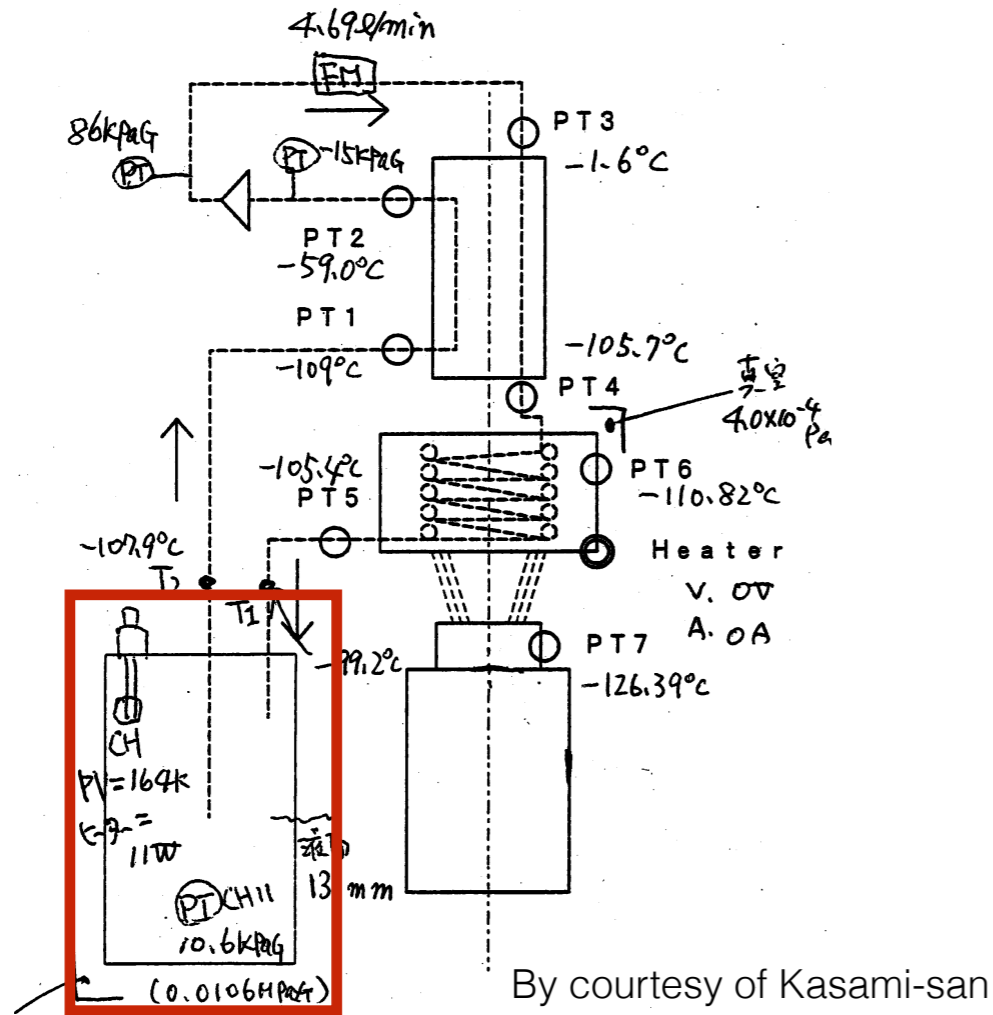 4.69ℓ/min
FM
86kPaG
PT
PT
-15kPaG
PT3
-1.6°C
PT2
-59.0°C
PT1
-109°C
-105.7°C
PT4
真空
4.0×10⁻⁴
Pa
-105.4°C
PT5
PT6
-110.82°C
-107.9°C
Heater
V. 0V
A. 0A
T1
-99.2°C
PT7
-126.39°C
CH
PV=164K
ヒーター=
11W
液面
13 mm
PI
CH11
10.6kPaG
(0.0106MPaG)
By courtesy of Kasami-san